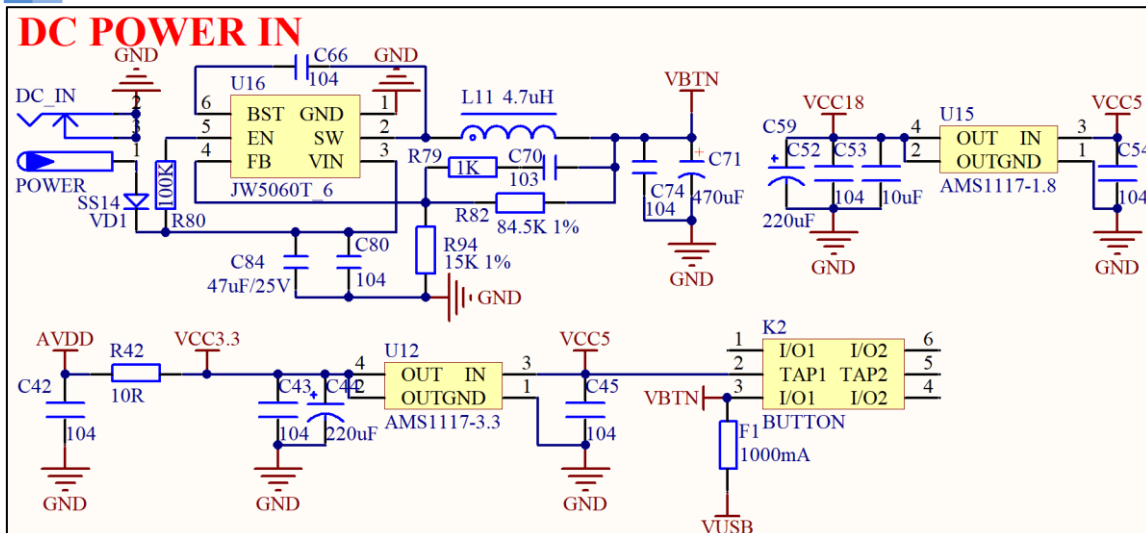 DC POWER IN
GND
DC_IN
2
3
1
POWER
SS14
VD1
100K
R80
C66
104
GND
U16
6 BST GND 1
5 EN SW 2
4 FB VIN 3
JW5060T_6
L11 4.7uH
R79
1K
C70
103
R82
84.5K 1%
R94
15K 1%
C84
47uF/25V
C80
104
GND
VBTN
C74
104
C71
470uF
GND
VCC18
C59
C52
C53
220uF
104
10uF
GND
U15
4 OUT IN 3
2 OUTGND 1
AMS1117-1.8
VCC5
C54
104
GND
AVDD
R42
10R
VCC3.3
C42
104
GND
C43
C44
104
220uF
GND
U12
4 OUT IN 3
2 OUTGND 1
AMS1117-3.3
VCC5
C45
104
GND
K2
1 I/O1 I/O2 6
2 TAP1 TAP2 5
3 I/O1 I/O2 4
BUTTON
VBTN
F1
1000mA
VUSB